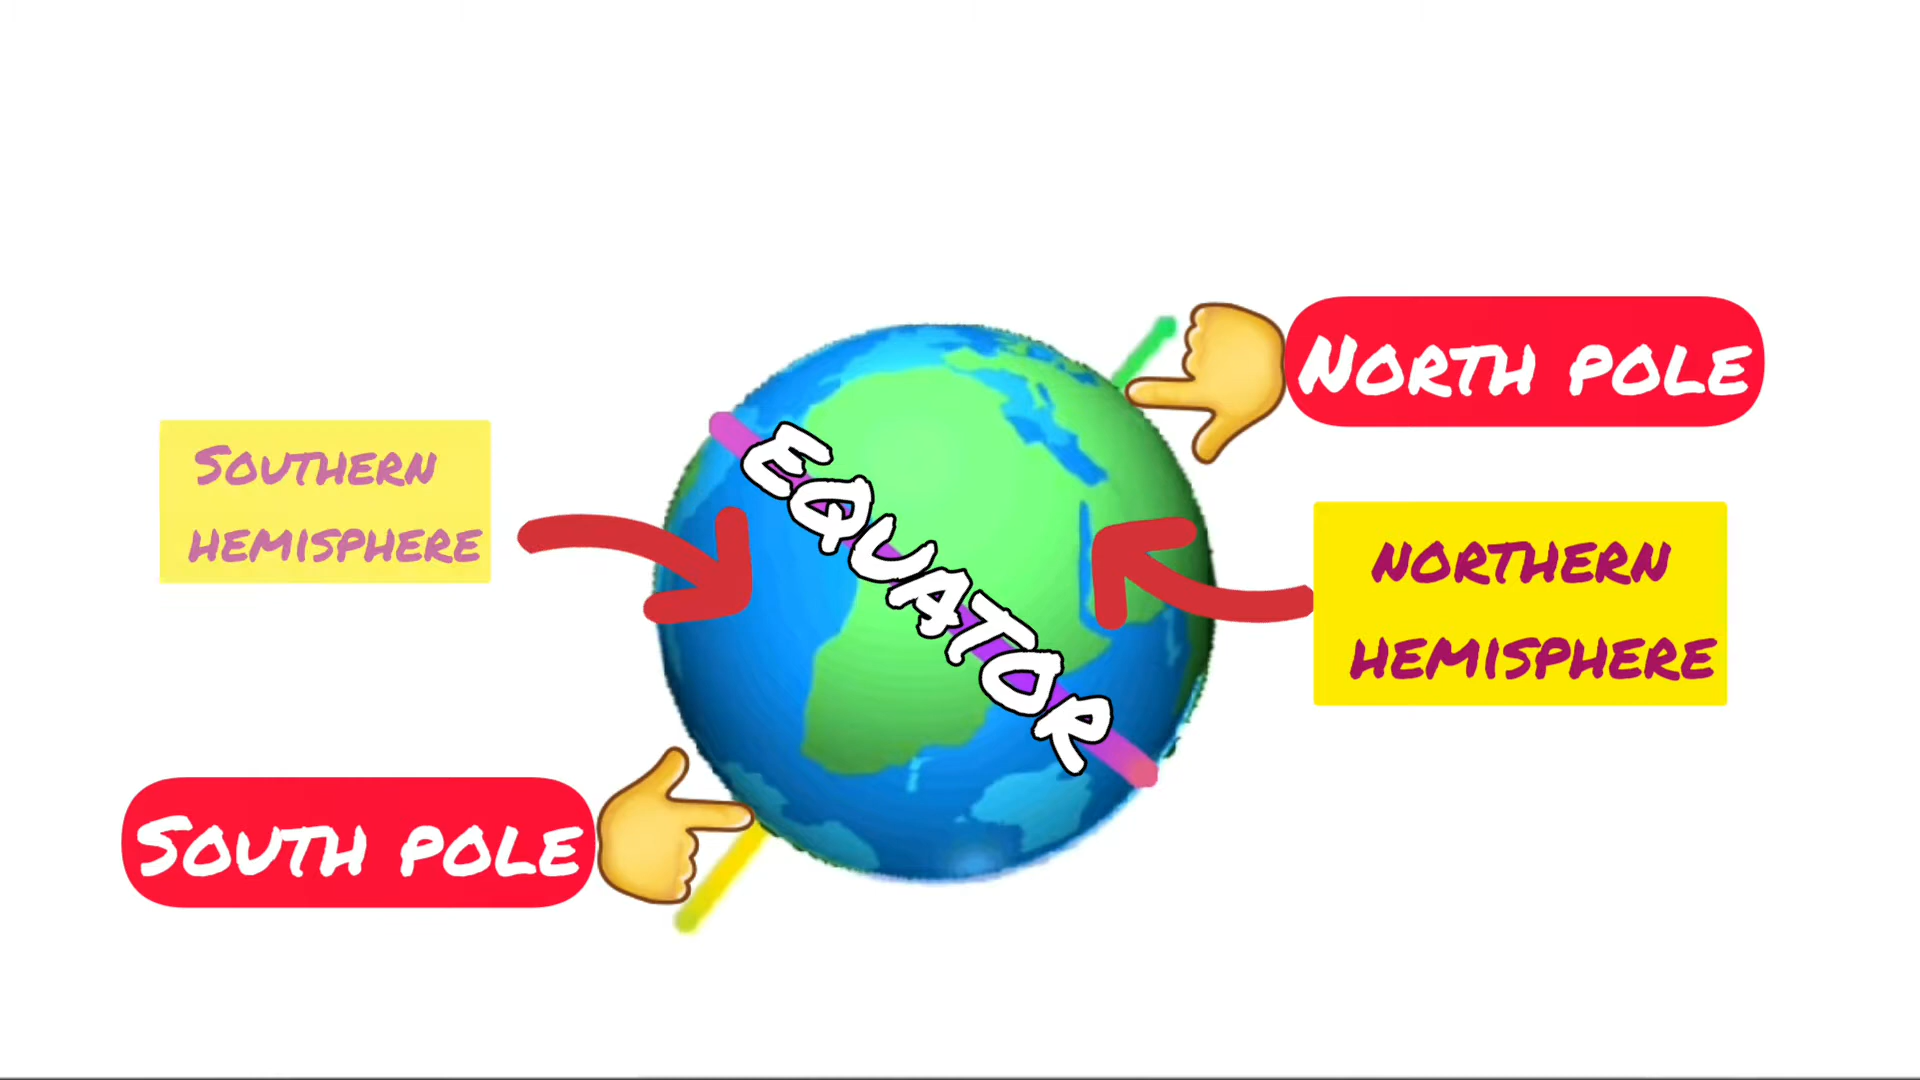 North pole
Southern
hemisphere
Equator
northern
hemisphere
South pole